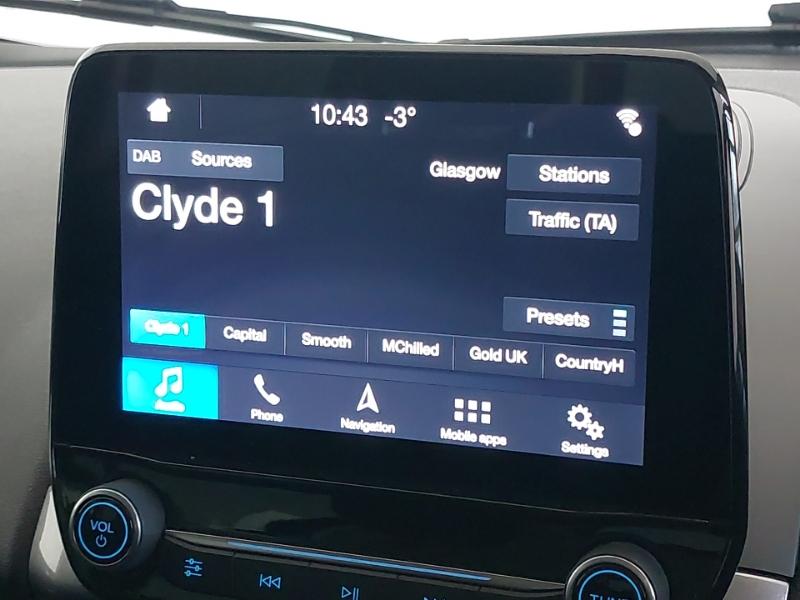 10:43 -3°
DAB Sources
Glasgow Stations
Clyde 1
Traffic (TA)
Presets
Clyde 1 Capital Smooth MChilled Gold UK CountryH
Audio Phone Navigation Mobile apps Settings
VOL
TUNE